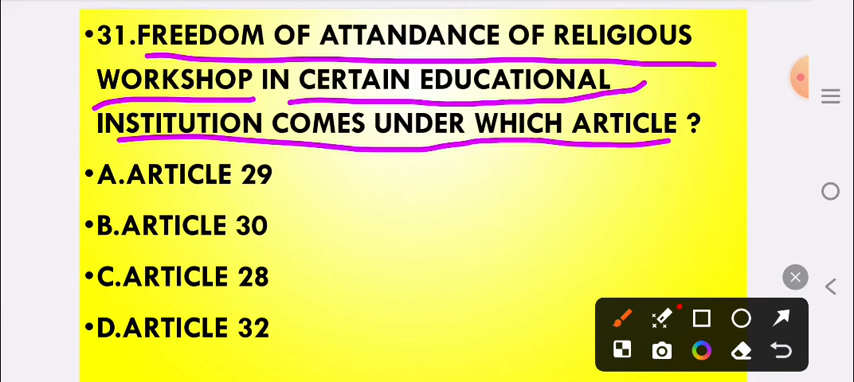 •31.FREEDOM OF ATTANDANCE OF RELIGIOUS
WORKSHOP IN CERTAIN EDUCATIONAL
INSTITUTION COMES UNDER WHICH ARTICLE ?
•A.ARTICLE 29
•B.ARTICLE 30
•C.ARTICLE 28
•D.ARTICLE 32